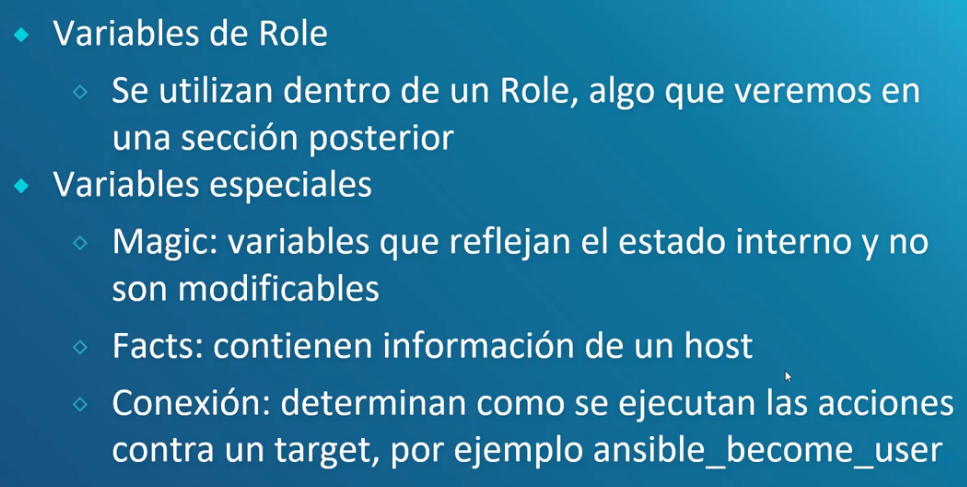 Variables de Role
Se utilizan dentro de un Role, algo que veremos en
una sección posterior
Variables especiales
Magic: variables que reflejan el estado interno y no
son modificables
Facts: contienen información de un host
Conexión: determinan como se ejecutan las acciones
contra un target, por ejemplo ansible_become_user